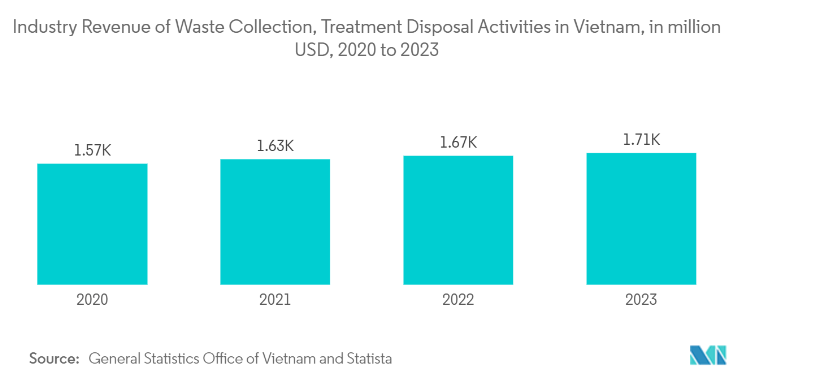 Industry Revenue of Waste Collection, Treatment Disposal Activities in Vietnam, in million
USD, 2020 to 2023
1.57K
1.63K
1.67K
1.71K
2020
2021
2022
2023
Source: General Statistics Office of Vietnam and Statista